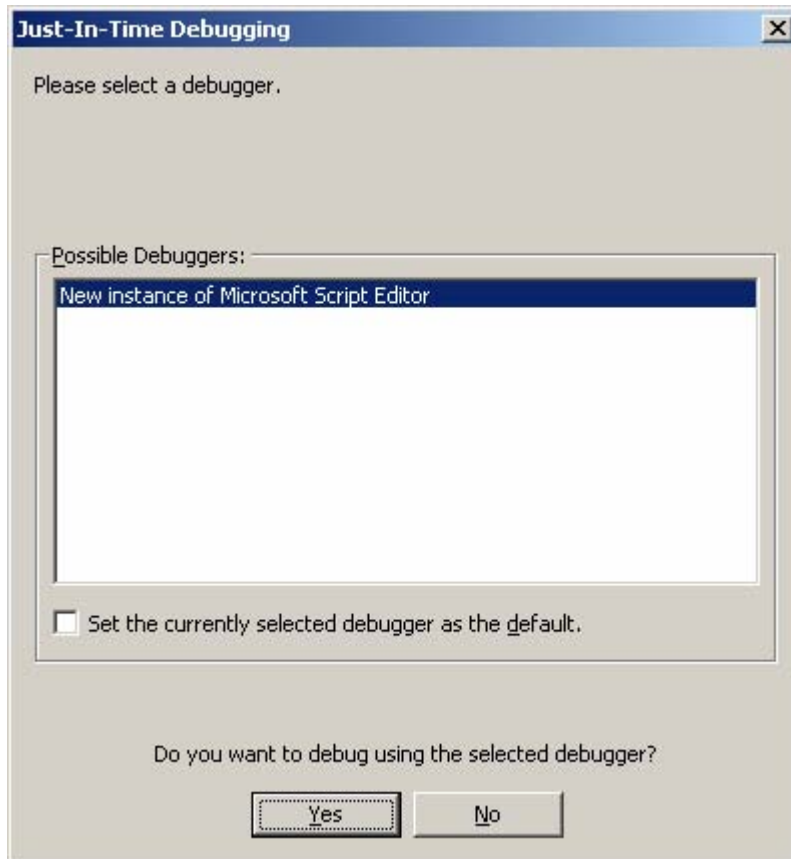 Just-In-Time Debugging
Please select a debugger.
Possible Debuggers:
New instance of Microsoft Script Editor
Set the currently selected debugger as the default.
Do you want to debug using the selected debugger?
Yes
No